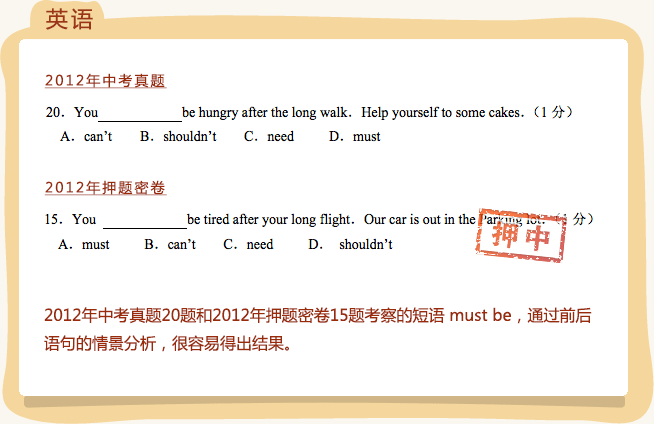 英语
2012年中考真题
20．You____________be hungry after the long walk．Help yourself to some cakes．（1 分）
A．can’t B．shouldn’t C．need D．must
2012年押题密卷
15．You ____________be tired after your long flight．Our car is out in the Parking lot. 分）
押中
A．must B．can’t C．need D． shouldn’t
2012年中考真题20题和2012年押题密卷15题考察的短语 must be，通过前后
语句的情景分析，很容易得出结果。